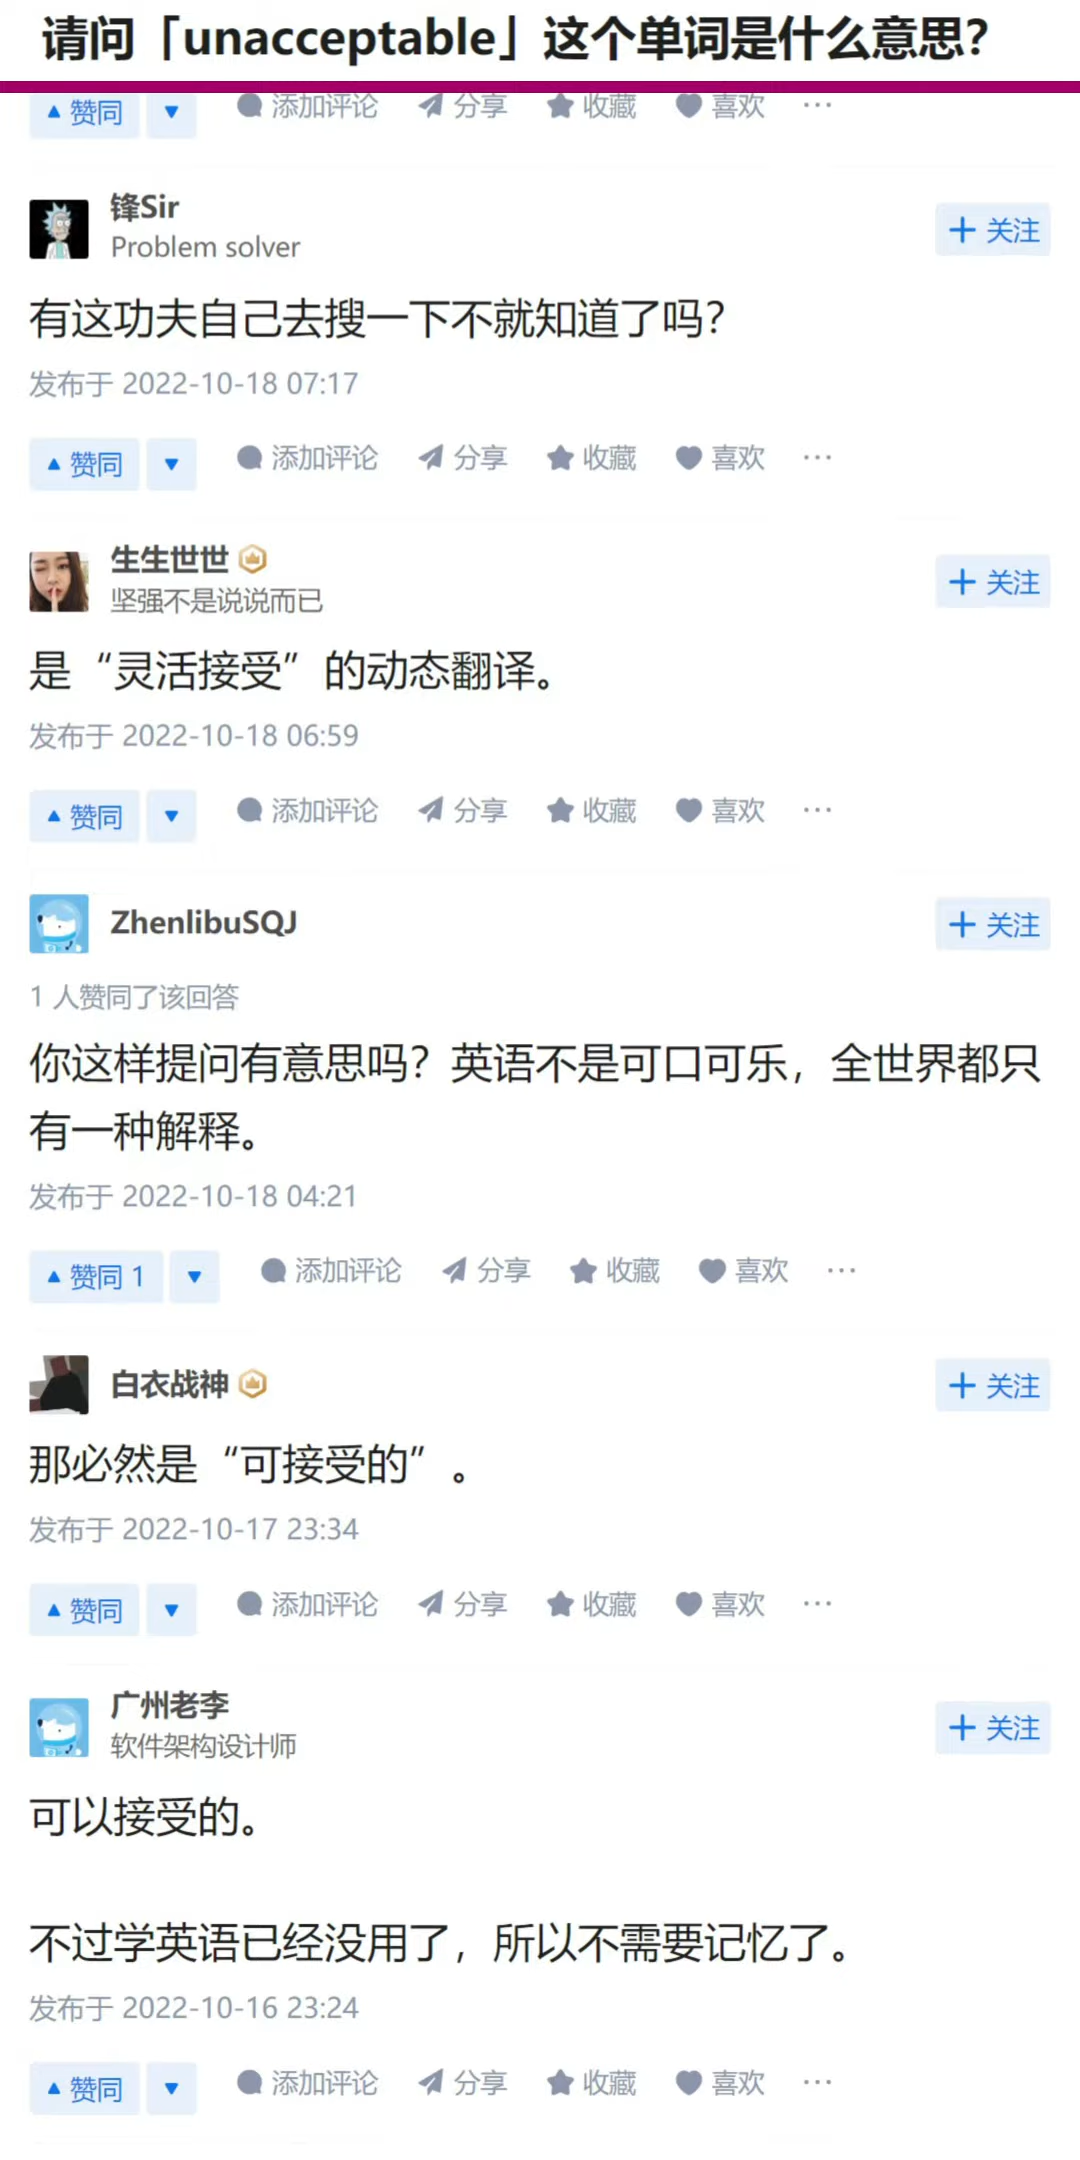 请问「unacceptable」这个单词是什么意思？
赞同 添加评论 分享 收藏 喜欢 ···
锋Sir
Problem solver
+ 关注
有这功夫自己去搜一下不就知道了吗？
发布于 2022-10-18 07:17
赞同 添加评论 分享 收藏 喜欢 ···
生生世世
坚强不是说说而已
+ 关注
是“灵活接受”的动态翻译。
发布于 2022-10-18 06:59
赞同 添加评论 分享 收藏 喜欢 ···
ZhenlibuSQJ
+ 关注
1 人赞同了该回答
你这样提问有意思吗？英语不是可口可乐，全世界都只
有一种解释。
发布于 2022-10-18 04:21
赞同 1 添加评论 分享 收藏 喜欢 ···
白衣战神
+ 关注
那必然是“可接受的”。
发布于 2022-10-17 23:34
赞同 添加评论 分享 收藏 喜欢 ···
广州老李
软件架构设计师
+ 关注
可以接受的。
不过学英语已经没用了，所以不需要记忆了。
发布于 2022-10-16 23:24
赞同 添加评论 分享 收藏 喜欢 ···